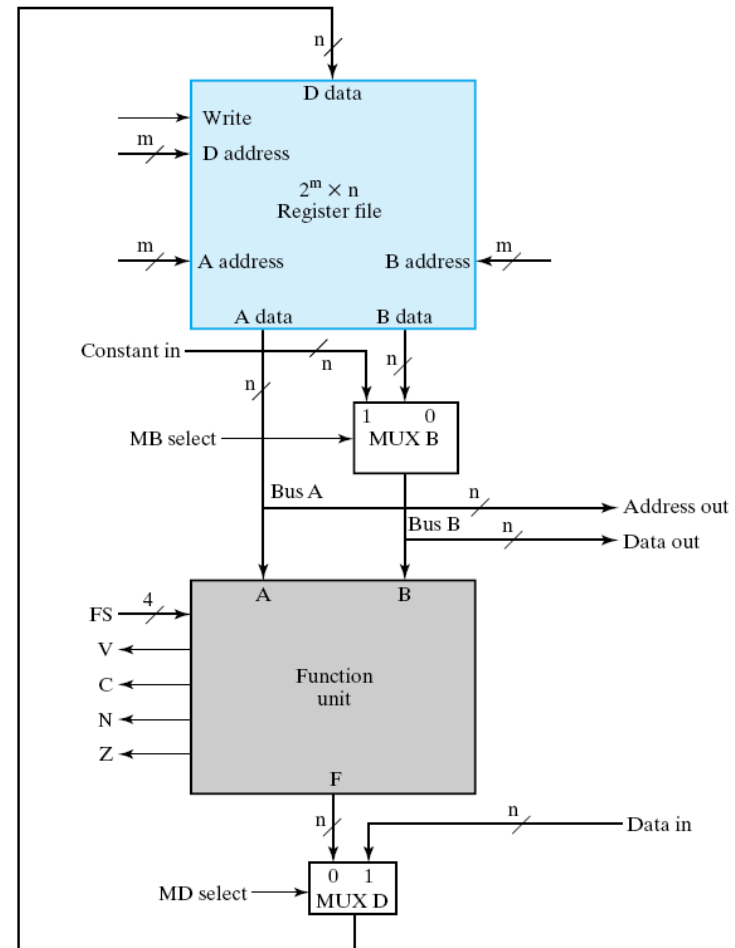 n
D data
Write
m
D address
2^m × n
Register file
m
A address
B address
m
A data
B data
Constant in
n
n
n
1 0
MB select
MUX B
Bus A
n
Address out
Bus B
n
Data out
A
B
FS
4
V
C
N
Z
Function
unit
F
n
n
Data in
0 1
MD select
MUX D